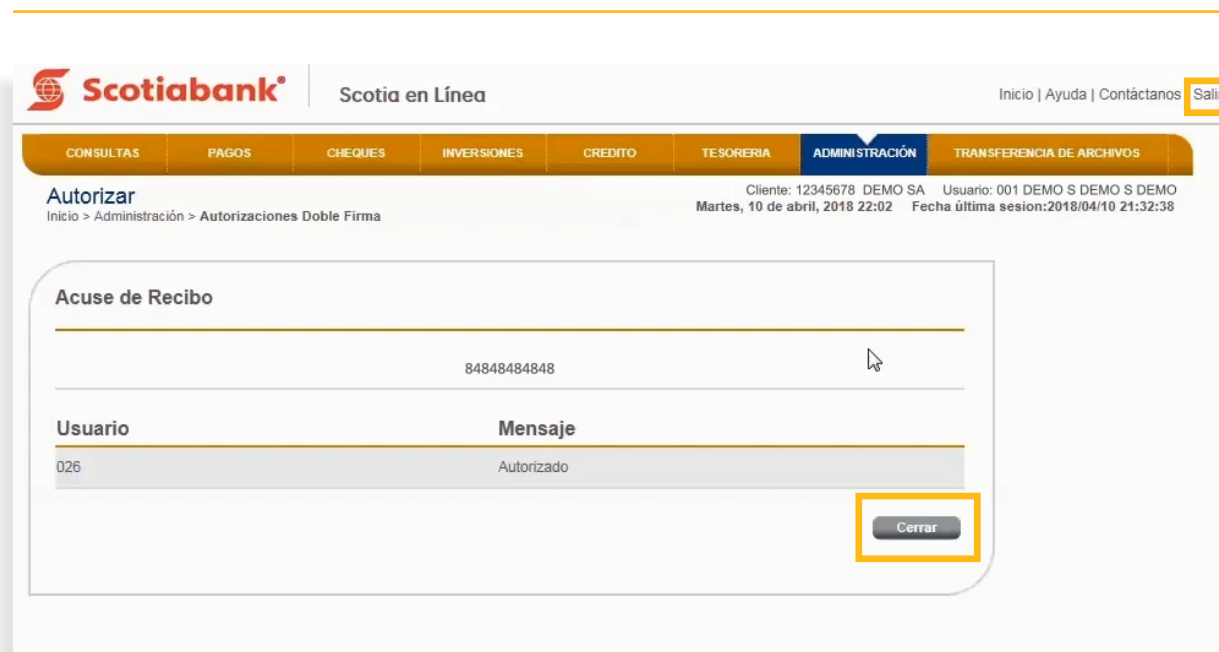 Scotiabank®
Scotia en Línea
Inicio | Ayuda | Contáctanos
CONSULTAS PAGOS CHEQUES INVERSIONES CREDITO TESORERIA ADMINISTRACIÓN TRANSFERENCIA DE ARCHIVOS
Autorizar
Cliente: 12345678 DEMO SA Usuario: 001 DEMO S DEMO S DEMO
Inicio > Administración > Autorizaciones Doble Firma
Martes, 10 de abril, 2018 22:02 Fecha última sesion:2018/04/10 21:32:38
Acuse de Recibo
84848484848
Usuario Mensaje
026 Autorizado
Cerrar